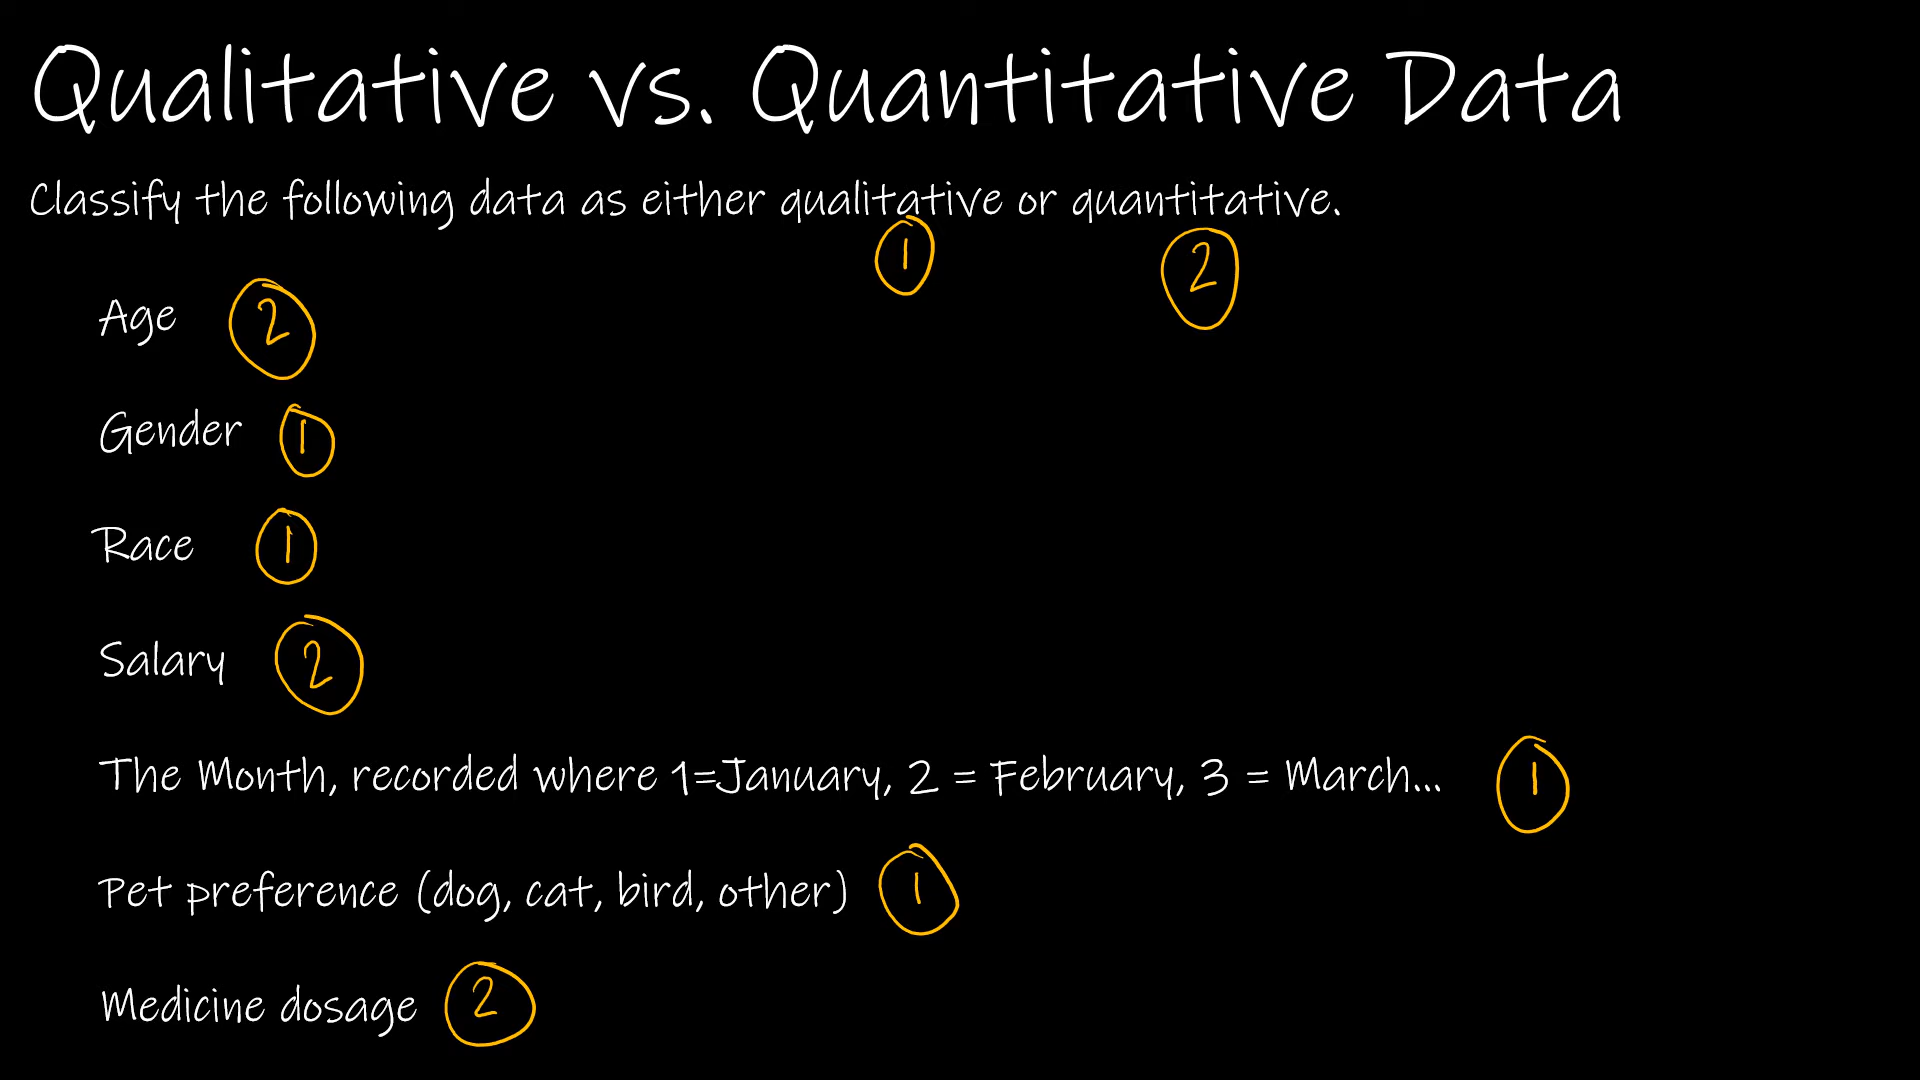 Qualitative vs. Quantitative Data
Classify the following data as either qualitative or quantitative.
1 2
Age 2
Gender 1
Race 1
Salary 2
The Month, recorded where 1=January, 2 = February, 3 = March... 1
Pet preference (dog, cat, bird, other) 1
Medicine dosage 2